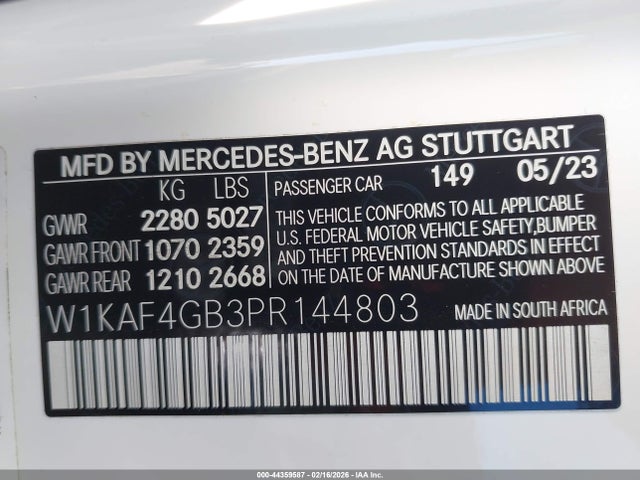 MFD BY MERCEDES-BENZ AG STUTTGART
KG LBS
PASSENGER CAR 149 05/23
GVWR 2280 5027
GAWR FRONT 1070 2359
GAWR REAR 1210 2668
THIS VEHICLE CONFORMS TO ALL APPLICABLE
U.S. FEDERAL MOTOR VEHICLE SAFETY,BUMPER
AND THEFT PREVENTION STANDARDS IN EFFECT
ON THE DATE OF MANUFACTURE SHOWN ABOVE.
W1KAF4GB3PR144803
MADE IN SOUTH AFRICA
000-44359587 - 02/16/2026 - IAA Inc.